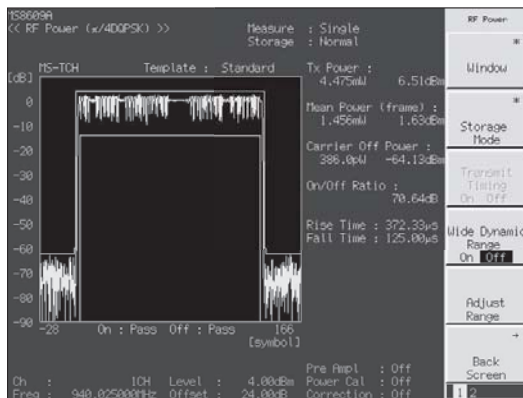 MS8609A
<< RF Power (π/4DQPSK) >>
Measure : Single
Storage : Normal
MS-TCH Template : Standard
[dB]
0
-10
-20
-30
-40
-50
-60
-70
-80
-90
-28 On : Pass Off : Pass 166
[symbol]
Tx Power :
4.475mW 6.51dBm
Mean Power (frame) :
1.456mW 1.63dBm
Carrier Off Power :
386.0pW -64.13dBm
On/Off Ratio :
70.64dB
Rise Time : 372.33μs
Fall Time : 125.00μs
Ch : 1CH Level : 4.00dBm
Freq : 940.025000MHz Offset : 24.00dB
Pre Ampl : Off
Power Cal : Off
Correction : Off
RF Power
*
Window
*
Storage
Mode
Transmit
Timing
On Off
Wide Dynamic
Range
On Off
Adjust
Range
→
Back
Screen
1 2